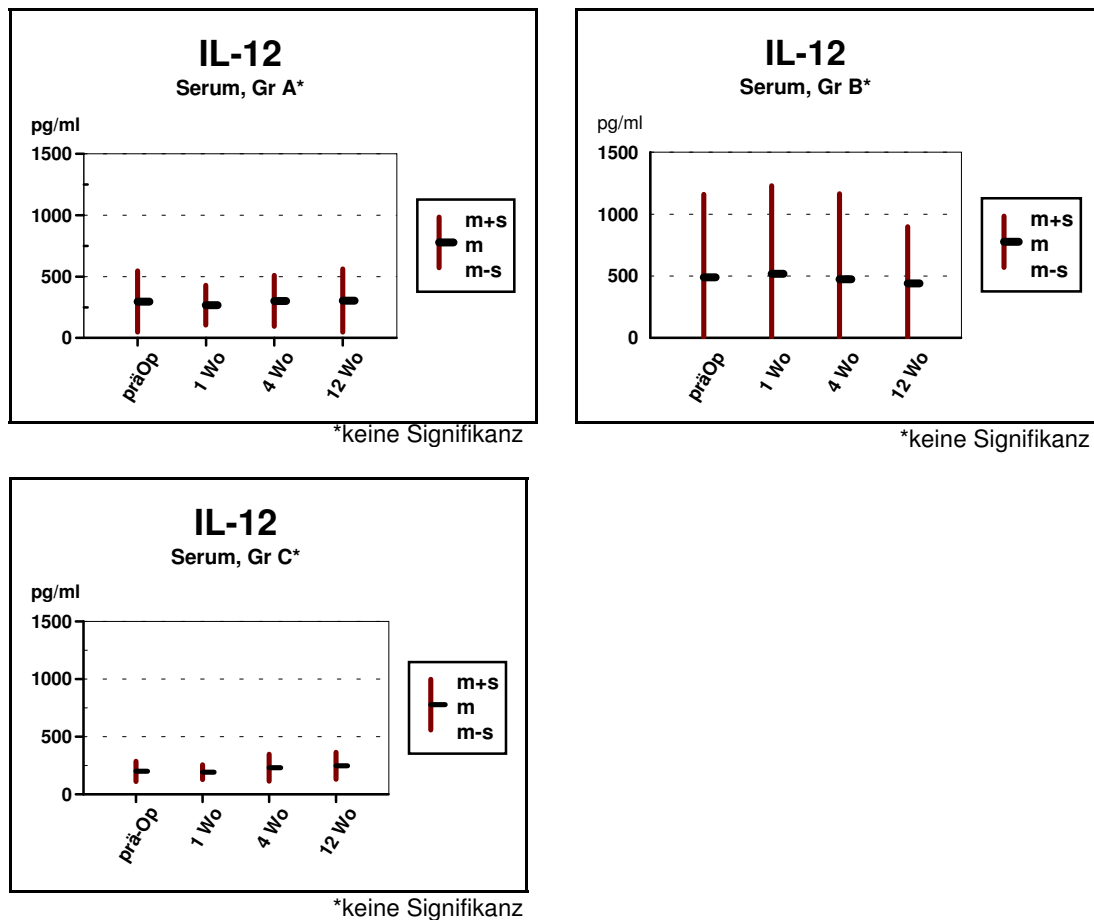 IL-12
Serum, Gr A*
pg/ml
1500
1000
500
0
präOp
1 Wo
4 Wo
12 Wo
m+s
m
m-s
*keine Signifikanz
IL-12
Serum, Gr B*
pg/ml
1500
1000
500
0
präOp
1 Wo
4 Wo
12 Wo
m+s
m
m-s
*keine Signifikanz
IL-12
Serum, Gr C*
pg/ml
1500
1000
500
0
prä-Op
1 Wo
4 Wo
12 Wo
m+s
m
m-s
*keine Signifikanz